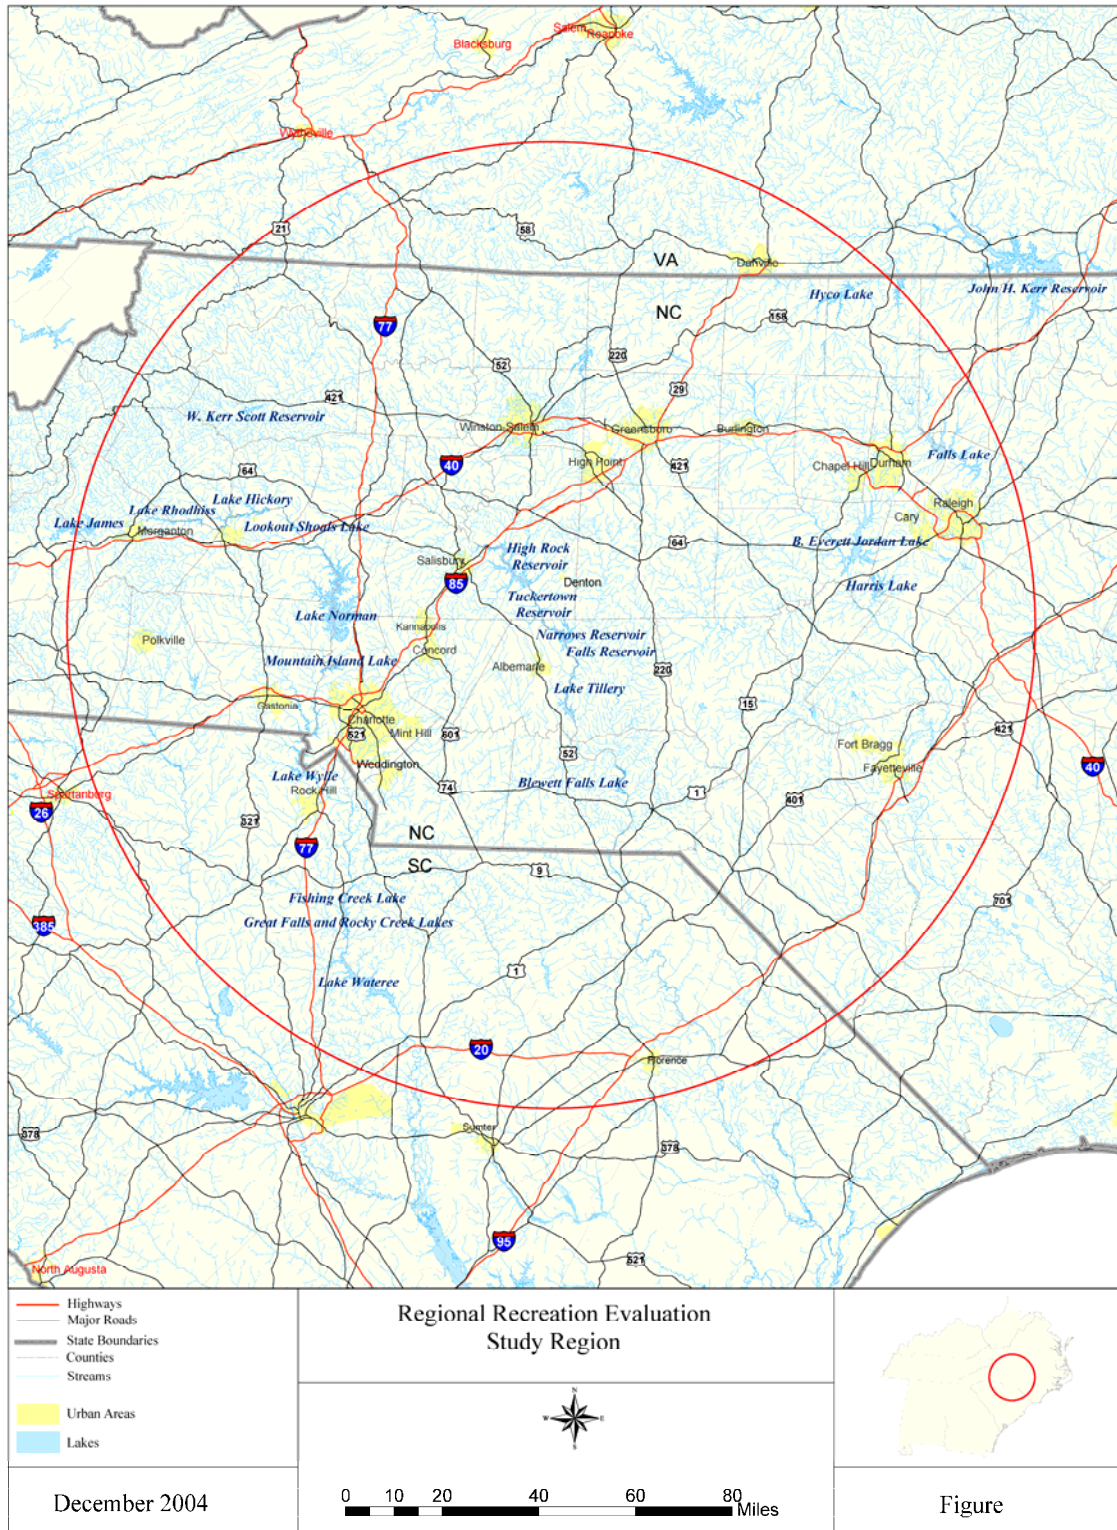 Salem
Roanoke
Blacksburg
Wytheville
21
58
VA
Danville
Hyco Lake
John H. Kerr Reservoir
NC
77
158
220
52
29
421
W. Kerr Scott Reservoir
Winston-Salem
Greensboro
Burlington
40
High Point
421
Chapel Hill
Durham
Falls Lake
64
Lake Hickory
Lake Rhodhiss
Lake James
Morganton
Lookout Shoals Lake
Raleigh
Cary
64
B. Everett Jordan Lake
High Rock
Reservoir
Salisbury
85
Denton
Harris Lake
Tuckertown
Reservoir
Lake Norman
Kannapolis
Narrows Reservoir
Polkville
Concord
Falls Reservoir
Mountain Island Lake
Albemarle
220
Lake Tillery
15
Gastonia
Charlotte
521
Mint Hill
601
421
Fort Bragg
52
Weddington
Fayetteville
40
Lake Wylie
Rock Hill
Blewett Falls Lake
74
1
401
Spartanberg
26
321
NC
77
SC
9
Fishing Creek Lake
701
Great Falls and Rocky Creek Lakes
385
1
Lake Wateree
20
Florence
Sumter
378
378
95
521
North Augusta
Highways
Major Roads
State Boundaries
Counties
Streams
Urban Areas
Lakes
Regional Recreation Evaluation
Study Region
N
W
E
S
December 2004
0 10 20 40 60 80
Miles
Figure